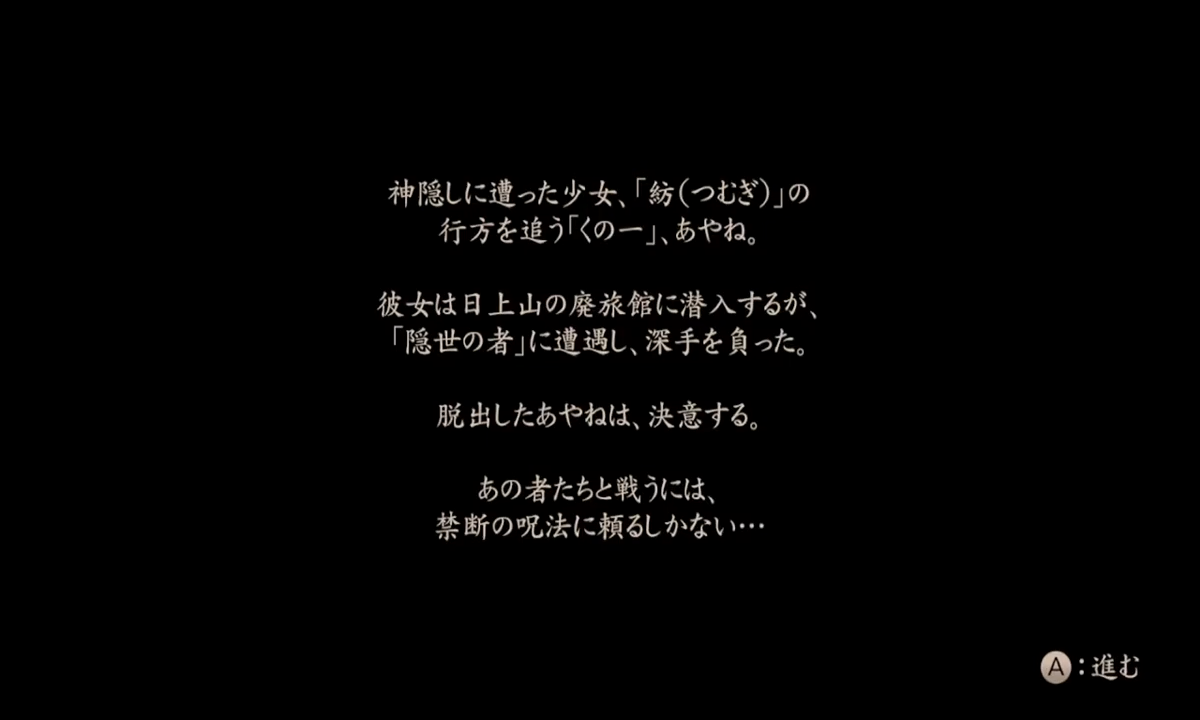 神隠しに遭った少女、「紡(つむぎ)」の
行方を追う「くの一」、あやね。
彼女は日上山の廃旅館に潜入するが、
「隠世の者」に遭遇し、深手を負った。
脱出したあやねは、決意する。
あの者たちと戦うには、
禁断の呪法に頼るしかない…
A:進む